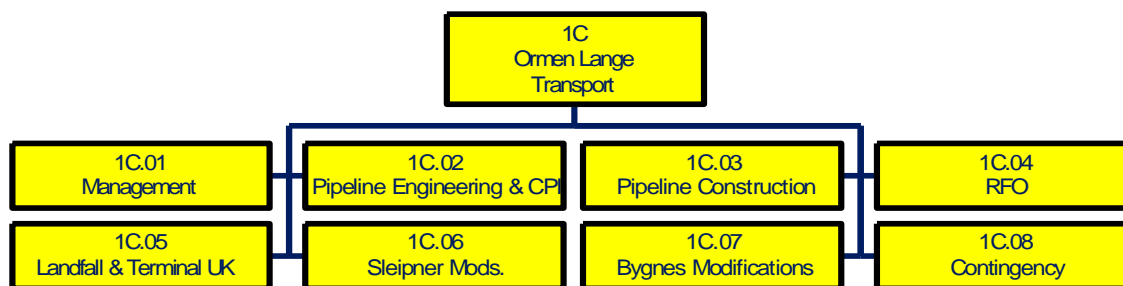 1C
Ormen Lange
Transport
1C.01
Management
1C.02
Pipeline Engineering & CPI
1C.03
Pipeline Construction
1C.04
RFO
1C.05
Landfall & Terminal UK
1C.06
Sleipner Mods.
1C.07
Bygnes Modifications
1C.08
Contingency